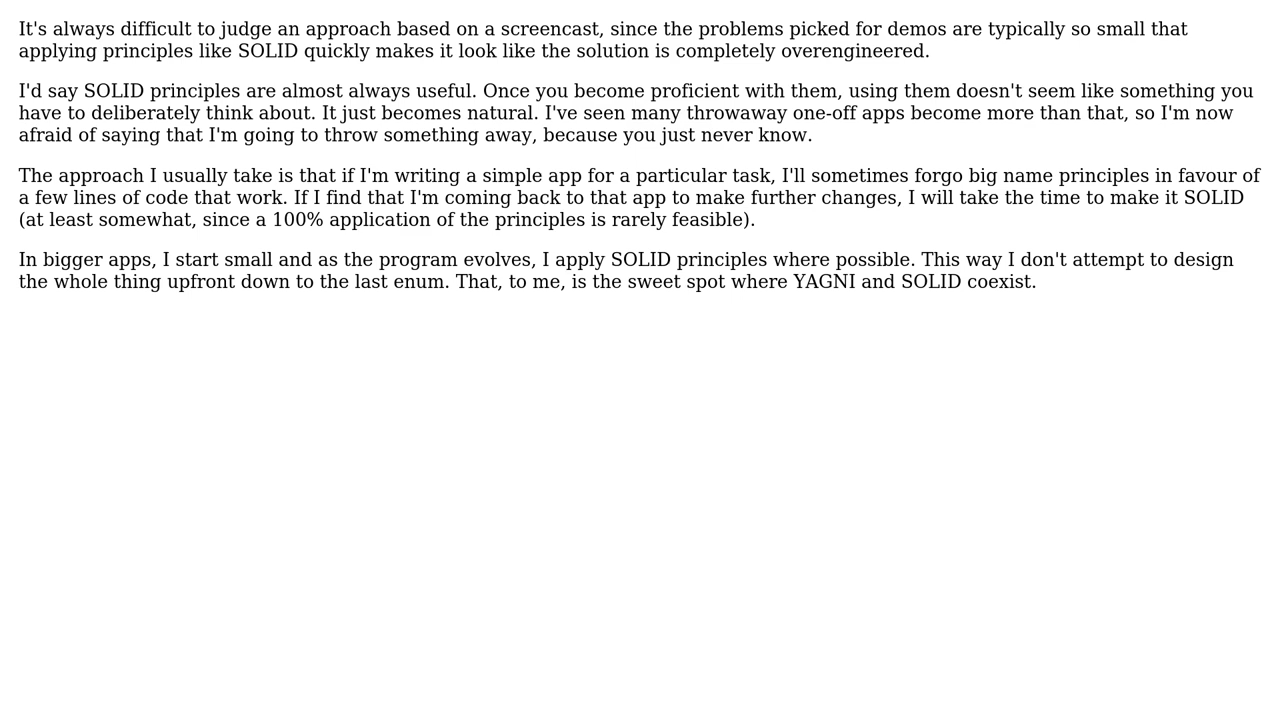 It's always difficult to judge an approach based on a screencast, since the problems picked for demos are typically so small that
applying principles like SOLID quickly makes it look like the solution is completely overengineered.
I'd say SOLID principles are almost always useful. Once you become proficient with them, using them doesn't seem like something you
have to deliberately think about. It just becomes natural. I've seen many throwaway one-off apps become more than that, so I'm now
afraid of saying that I'm going to throw something away, because you just never know.
The approach I usually take is that if I'm writing a simple app for a particular task, I'll sometimes forgo big name principles in favour of
a few lines of code that work. If I find that I'm coming back to that app to make further changes, I will take the time to make it SOLID
(at least somewhat, since a 100% application of the principles is rarely feasible).
In bigger apps, I start small and as the program evolves, I apply SOLID principles where possible. This way I don't attempt to design
the whole thing upfront down to the last enum. That, to me, is the sweet spot where YAGNI and SOLID coexist.